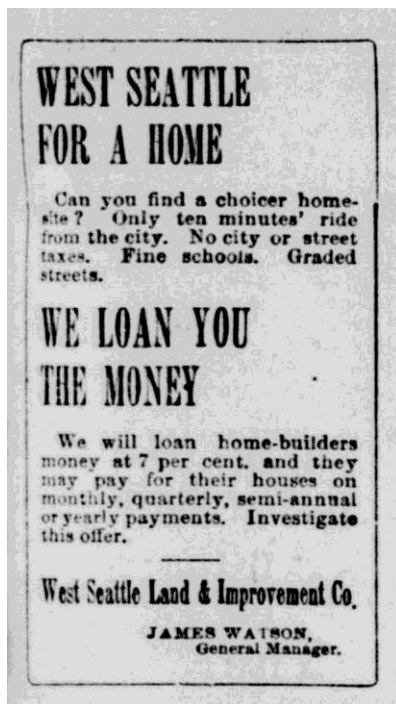 WEST SEATTLE
FOR A HOME
Can you find a choicer home-
site? Only ten minutes' ride
from the city. No city or street
taxes. Fine schools. Graded
streets.
WE LOAN YOU
THE MONEY
We will loan home-builders
money at 7 per cent. and they
may pay for their houses on
monthly, quarterly, semi-annual
or yearly payments. Investigate
this offer.
West Seattle Land & Improvement Co.
JAMES WATSON,
General Manager.